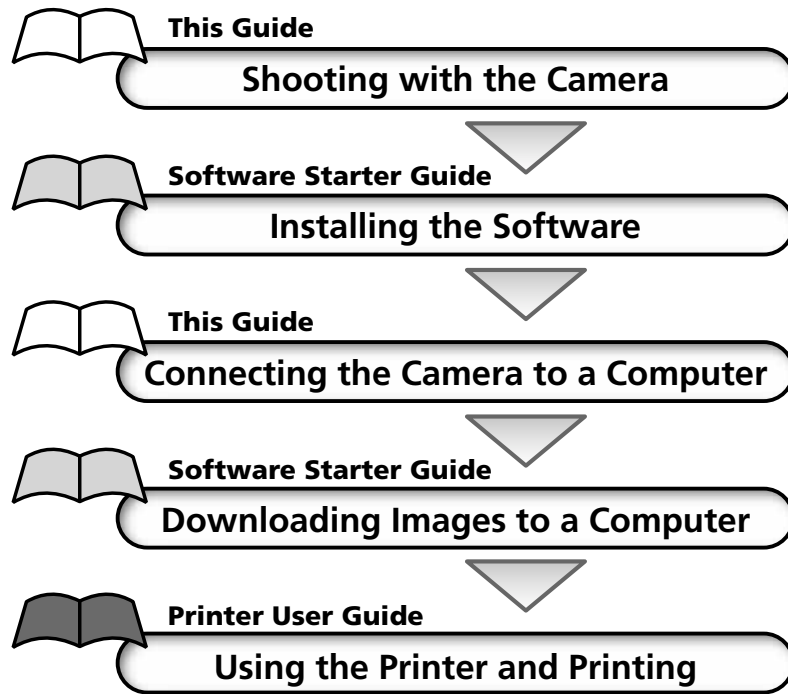 This Guide
Shooting with the Camera
Software Starter Guide
Installing the Software
This Guide
Connecting the Camera to a Computer
Software Starter Guide
Downloading Images to a Computer
Printer User Guide
Using the Printer and Printing